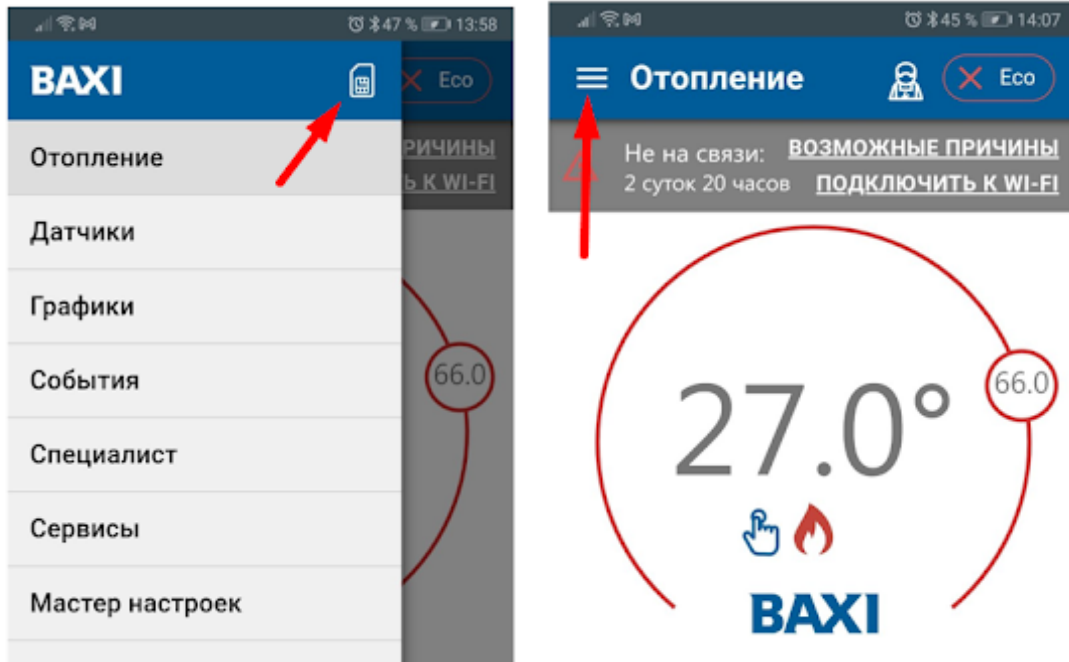 47 % 13:58
BAXI
Eco
Отопление
РИЧИНЫ
Ь К WI-FI
Датчики
Графики
События
66.0
Специалист
Сервисы
Мастер настроек
45 % 14:07
Отопление
Eco
Не на связи: ВОЗМОЖНЫЕ ПРИЧИНЫ
2 суток 20 часов ПОДКЛЮЧИТЬ К WI-FI
66.0
27.0°
BAXI